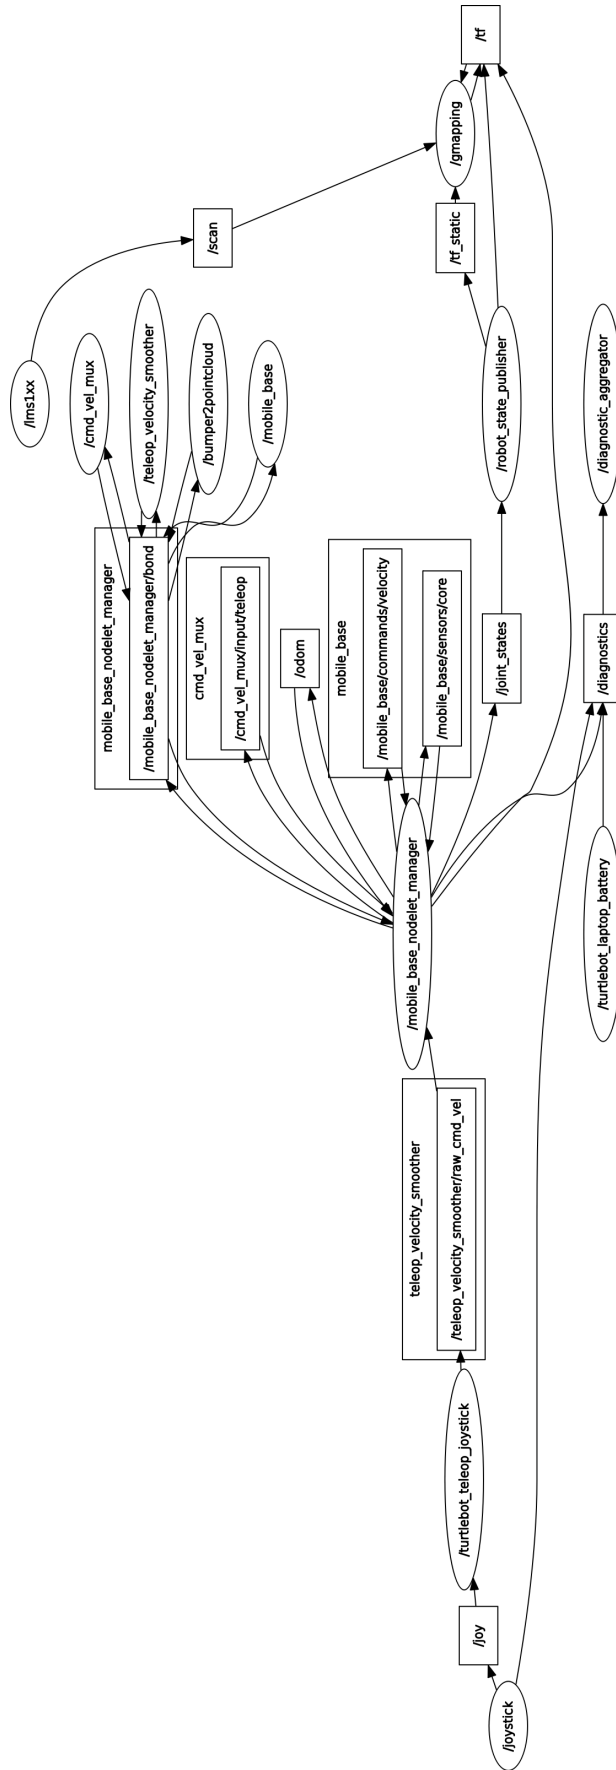 /joystick
/joy
/turtlebot_teleop_joystick
teleop_velocity_smoother
/teleop_velocity_smoother/raw_cmd_vel
/mobile_base_nodelet_manager
/turtlebot_laptop_battery
mobile_base_nodelet_manager
/mobile_base_nodelet_manager/bond
cmd_vel_mux
/cmd_vel_mux/input/teleop
/odom
mobile_base
/mobile_base/commands/velocity
/mobile_base/sensors/core
/joint_states
/diagnostics
/lms1xx
/cmd_vel_mux
/teleop_velocity_smoother
/bumper2pointcloud
/mobile_base
/robot_state_publisher
/diagnostic_aggregator
/scan
/tf_static
/gmapping
/tf